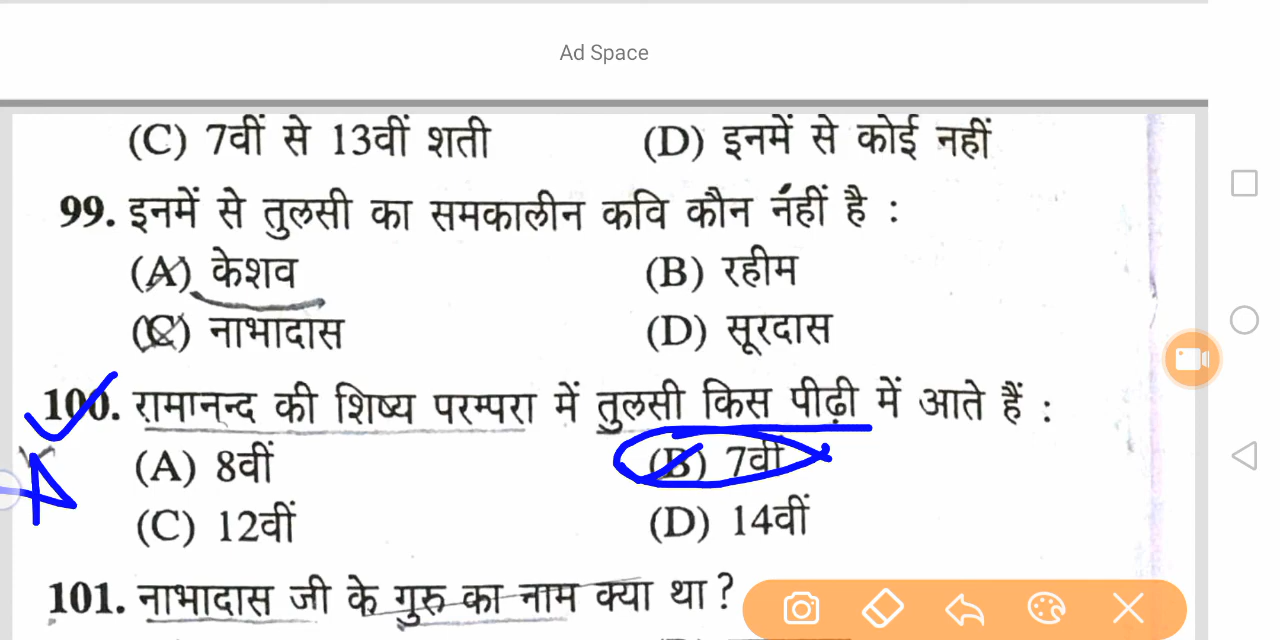 Ad Space
(C) 7वीं से 13वीं शती (D) इनमें से कोई नहीं
99. इनमें से तुलसी का समकालीन कवि कौन नहीं है :
(A) केशव (B) रहीम
(C) नाभादास (D) सूरदास
100. रामानन्द की शिष्य परम्परा में तुलसी किस पीढ़ी में आते हैं :
(A) 8वीं (B) 7वीं
(C) 12वीं (D) 14वीं
101. नाभादास जी के गुरु का नाम क्या था ?